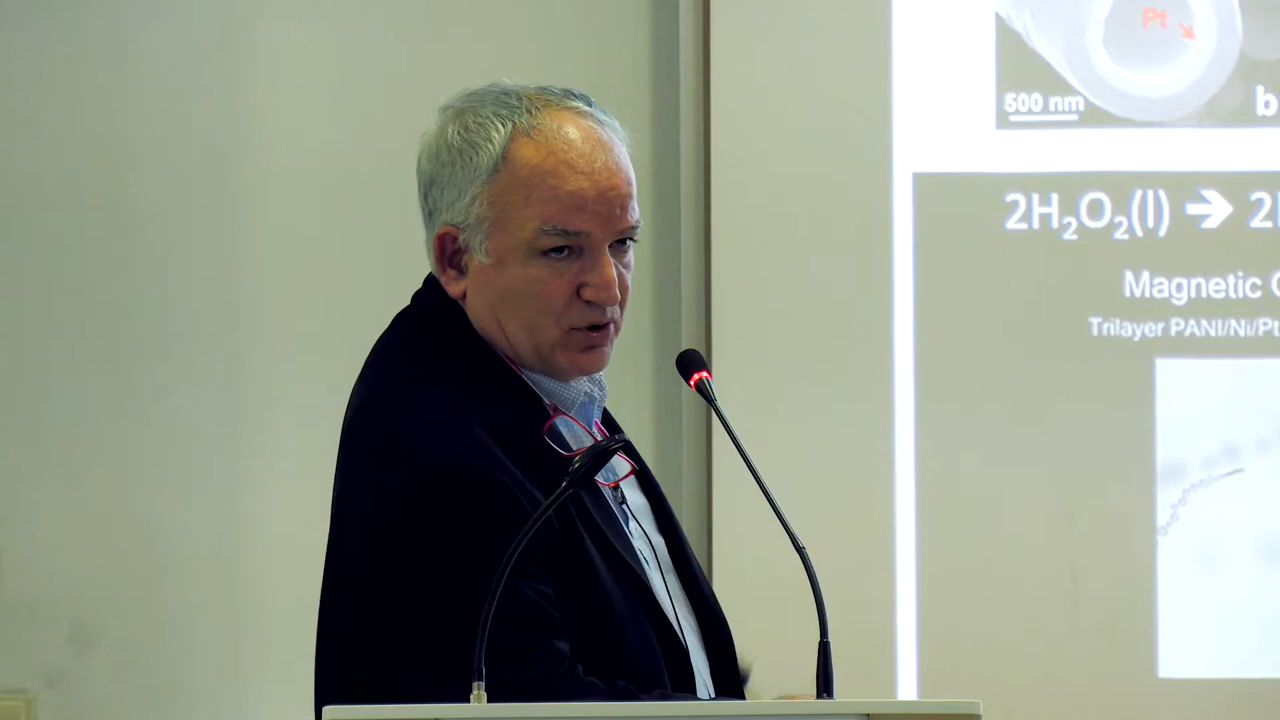 Pt
500 nm
b
2H₂O₂(l) ➔ 2
Magnetic
Trilayer PANI/Ni/Pt